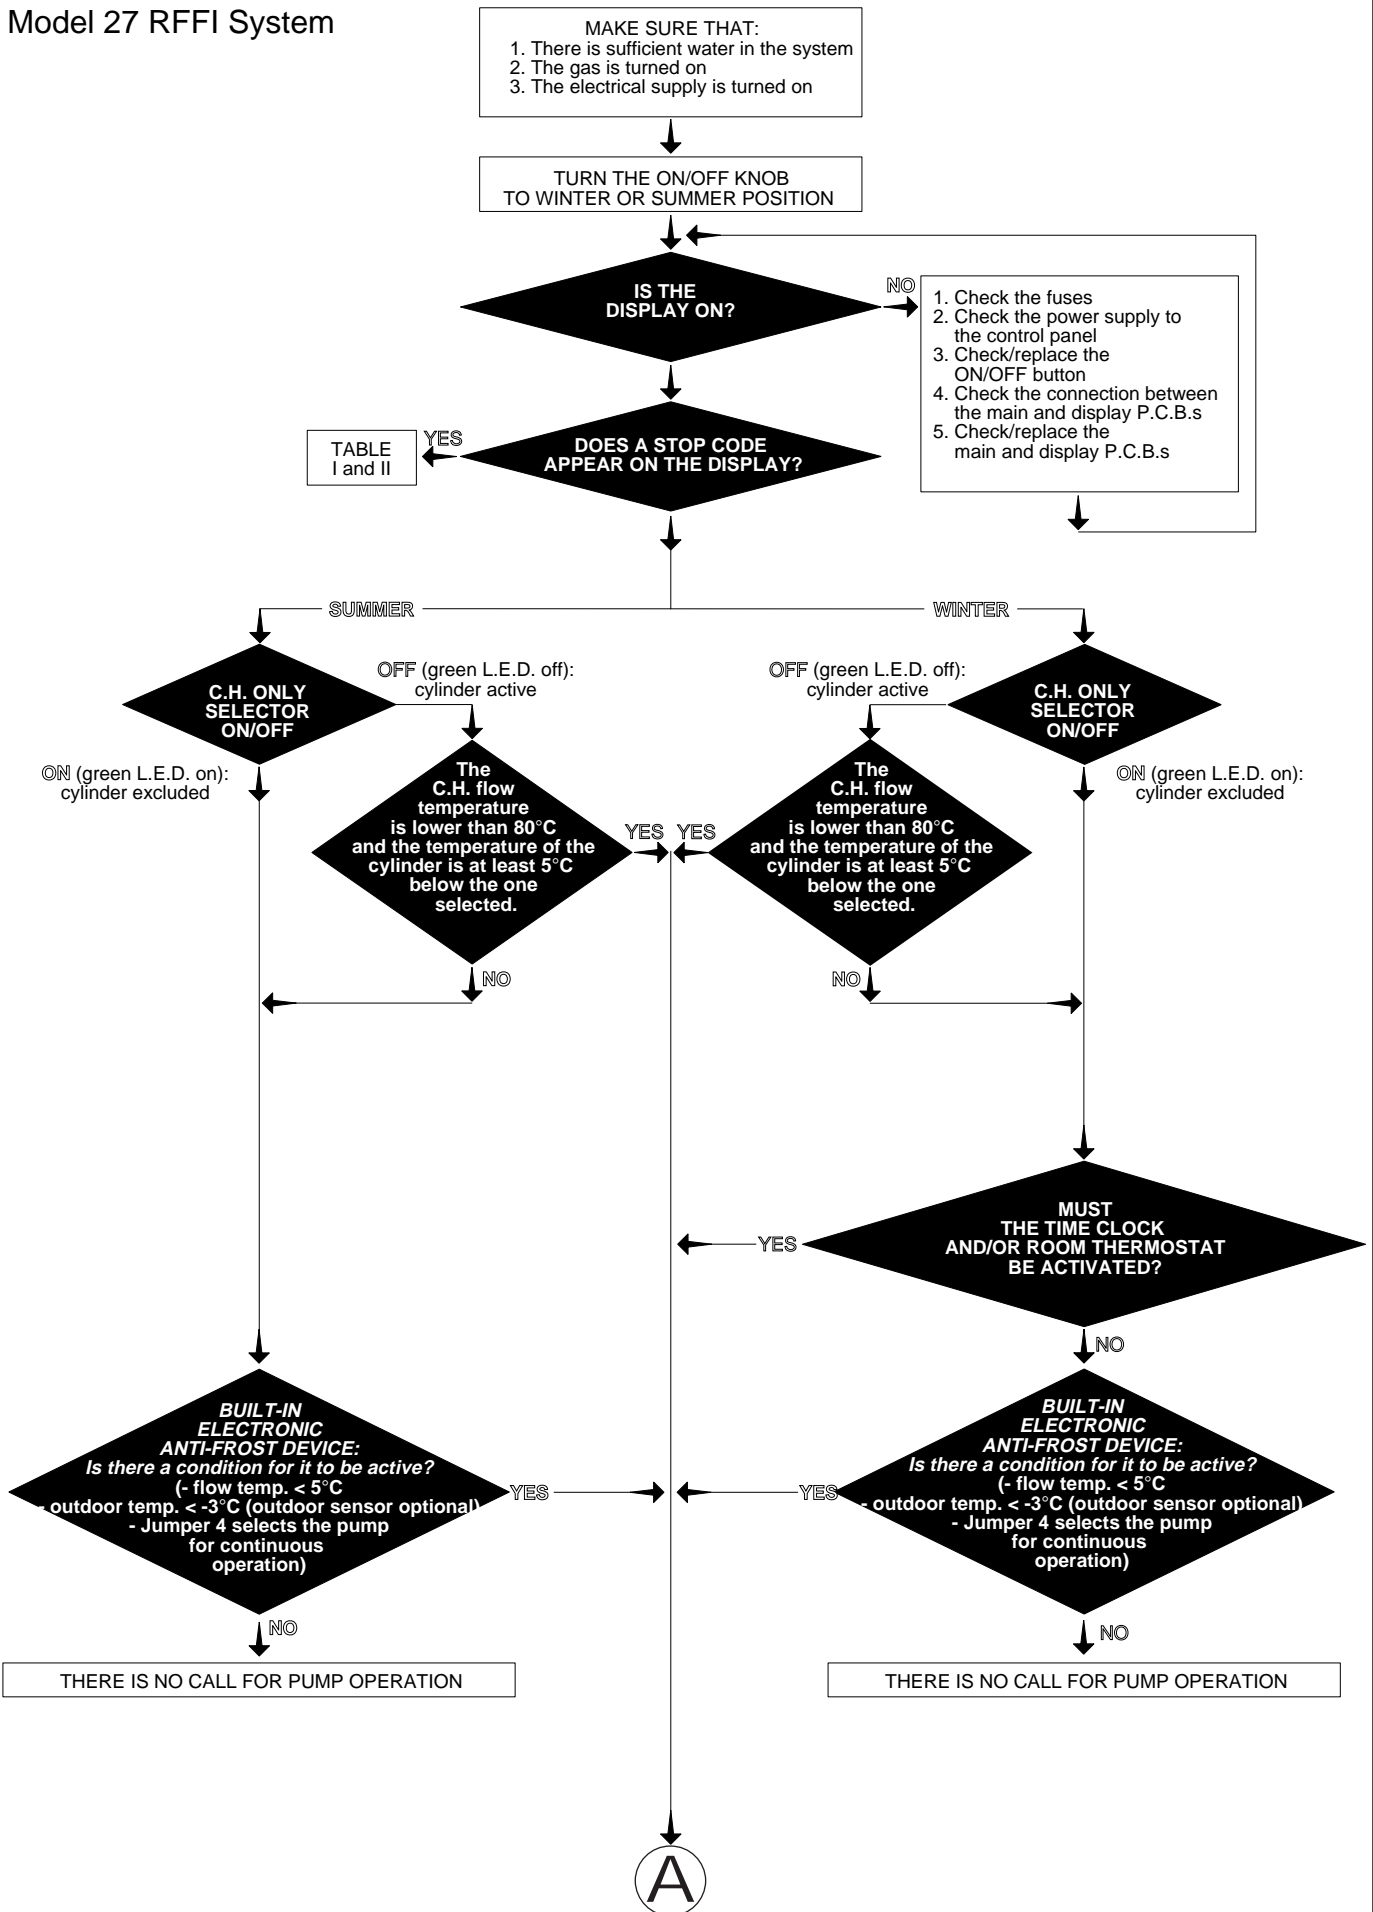 Model 27 RFFI System
MAKE SURE THAT:
1. There is sufficient water in the system
2. The gas is turned on
3. The electrical supply is turned on
TURN THE ON/OFF KNOB
TO WINTER OR SUMMER POSITION
IS THE
DISPLAY ON?
NO
1. Check the fuses
2. Check the power supply to
the control panel
3. Check/replace the
ON/OFF button
4. Check the connection between
the main and display P.C.B.s
5. Check/replace the
main and display P.C.B.s
DOES A STOP CODE
APPEAR ON THE DISPLAY?
YES
TABLE
I and II
SUMMER
WINTER
C.H. ONLY
SELECTOR
ON/OFF
OFF (green L.E.D. off):
cylinder active
OFF (green L.E.D. off):
cylinder active
C.H. ONLY
SELECTOR
ON/OFF
ON (green L.E.D. on):
cylinder excluded
The
C.H. flow
temperature
is lower than 80°C
and the temperature of the
cylinder is at least 5°C
below the one
selected.
YES
YES
The
C.H. flow
temperature
is lower than 80°C
and the temperature of the
cylinder is at least 5°C
below the one
selected.
ON (green L.E.D. on):
cylinder excluded
NO
NO
MUST
THE TIME CLOCK
AND/OR ROOM THERMOSTAT
BE ACTIVATED?
YES
NO
BUILT-IN
ELECTRONIC
ANTI-FROST DEVICE:
Is there a condition for it to be active?
(- flow temp. < 5°C
- outdoor temp. < -3°C (outdoor sensor optional)
- Jumper 4 selects the pump
for continuous
operation)
YES
YES
BUILT-IN
ELECTRONIC
ANTI-FROST DEVICE:
Is there a condition for it to be active?
(- flow temp. < 5°C
- outdoor temp. < -3°C (outdoor sensor optional)
- Jumper 4 selects the pump
for continuous
operation)
NO
NO
THERE IS NO CALL FOR PUMP OPERATION
THERE IS NO CALL FOR PUMP OPERATION
A